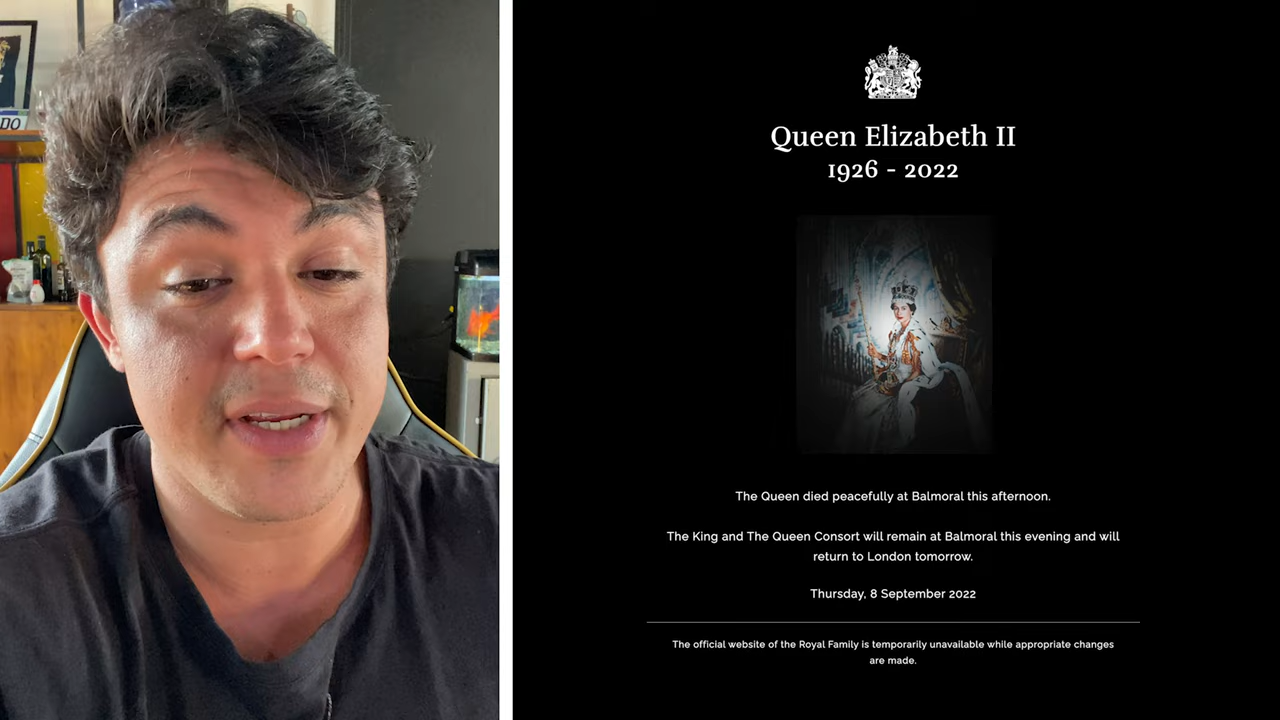 DO
Queen Elizabeth II
1926 - 2022
The Queen died peacefully at Balmoral this afternoon.
The King and The Queen Consort will remain at Balmoral this evening and will
return to London tomorrow.
Thursday, 8 September 2022
The official website of the Royal Family is temporarily unavailable while appropriate changes
are made.